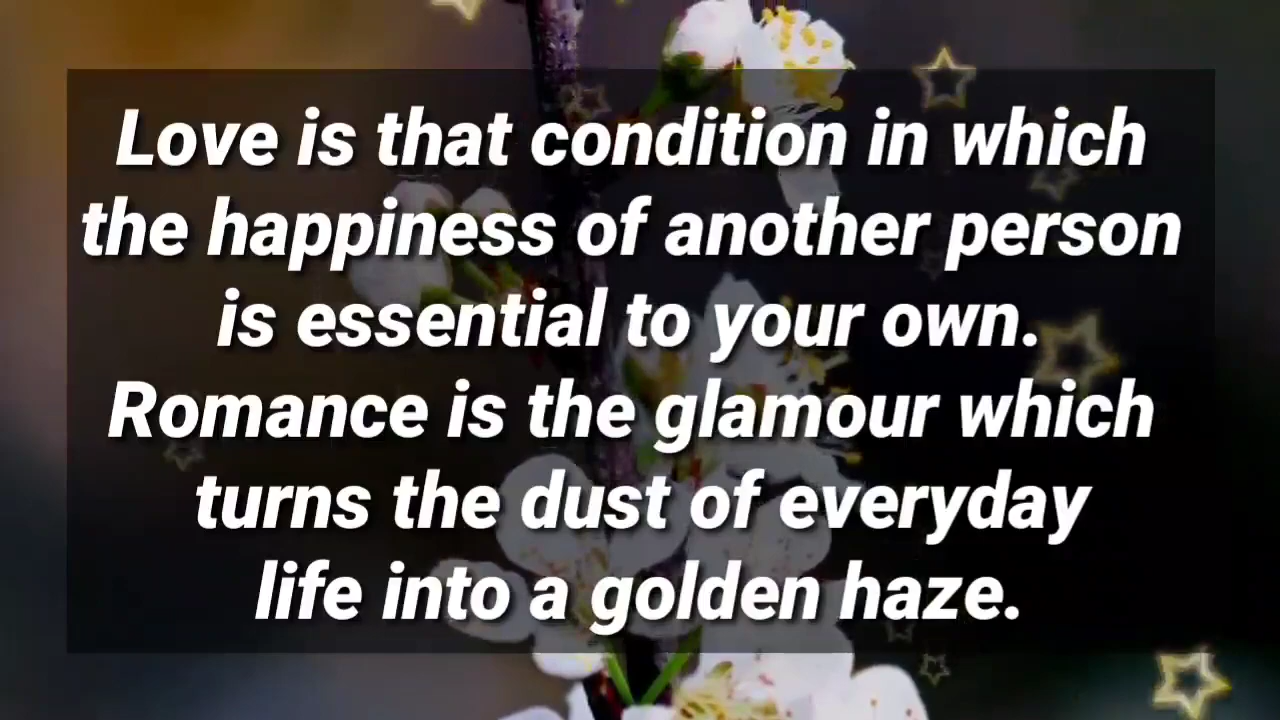 Love is that condition in which
the happiness of another person
is essential to your own.
Romance is the glamour which
turns the dust of everyday
life into a golden haze.